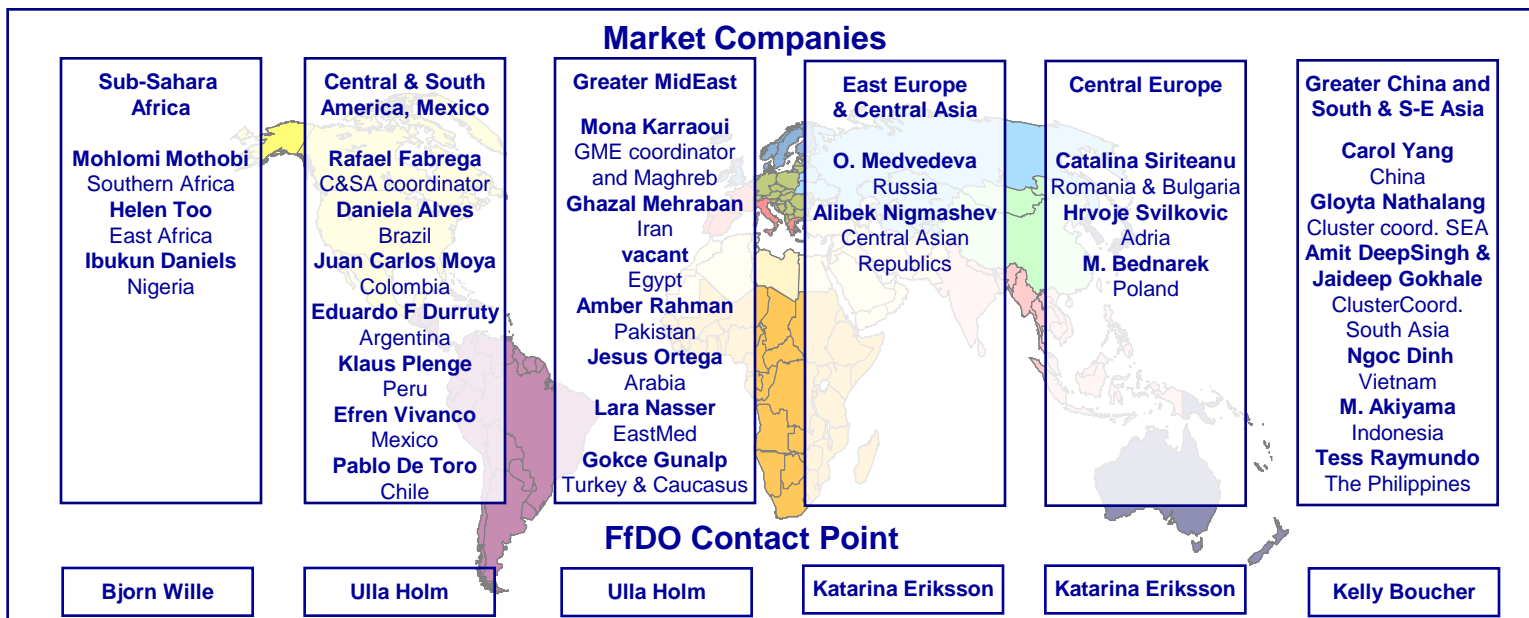 Market Companies
Sub-Sahara
Africa
Mohlomi Mothobi
Southern Africa
Helen Too
East Africa
Ibukun Daniels
Nigeria
Central & South
America, Mexico
Rafael Fabrega
C&SA coordinator
Daniela Alves
Brazil
Juan Carlos Moya
Colombia
Eduardo F Durruty
Argentina
Klaus Plenge
Peru
Efren Vivanco
Mexico
Pablo De Toro
Chile
Greater MidEast
Mona Karraoui
GME coordinator
and Maghreb
Ghazal Mehraban
Iran
vacant
Egypt
Amber Rahman
Pakistan
Jesus Ortega
Arabia
Lara Nasser
EastMed
Gokce Gunalp
Turkey & Caucasus
East Europe
& Central Asia
O. Medvedeva
Russia
Alibek Nigmashev
Central Asian
Republics
Central Europe
Catalina Siriteanu
Romania & Bulgaria
Hrvoje Svilkovic
Adria
M. Bednarek
Poland
Greater China and
South & S-E Asia
Carol Yang
China
Gloyta Nathalang
Cluster coord. SEA
Amit DeepSingh &
Jaideep Gokhale
ClusterCoord.
South Asia
Ngoc Dinh
Vietnam
M. Akiyama
Indonesia
Tess Raymundo
The Philippines
FfDO Contact Point
Bjorn Wille
Ulla Holm
Ulla Holm
Katarina Eriksson
Katarina Eriksson
Kelly Boucher